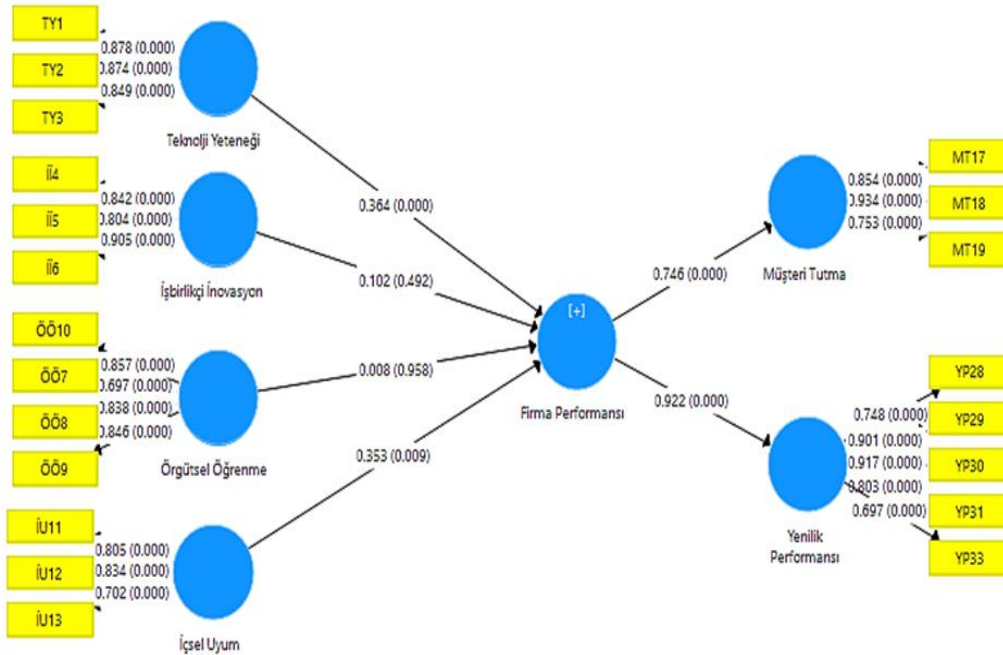 TY1
0.878 (0.000)
TY2
0.874 (0.000)
0.849 (0.000)
TY3
Teknolji Yeteneği
İİ4
0.842 (0.000)
İİ5
0.804 (0.000)
0.905 (0.000)
İİ6
İşbirlikçi İnovasyon
ÖÖ10
0.857 (0.000)
ÖÖ7
0.697 (0.000)
0.838 (0.000)
ÖÖ8
0.846 (0.000)
ÖÖ9
Örgütsel Öğrenme
İU11
0.805 (0.000)
İU12
0.834 (0.000)
0.702 (0.000)
İU13
İçsel Uyum
0.364 (0.000)
0.102 (0.492)
0.008 (0.958)
0.353 (0.009)
[+]
Firma Performansı
0.746 (0.000)
0.922 (0.000)
Müşteri Tutma
0.854 (0.000)
0.934 (0.000)
0.753 (0.000)
MT17
MT18
MT19
Yenilik
Performansı
0.748 (0.000)
0.901 (0.000)
0.917 (0.000)
0.803 (0.000)
0.697 (0.000)
YP28
YP29
YP30
YP31
YP33